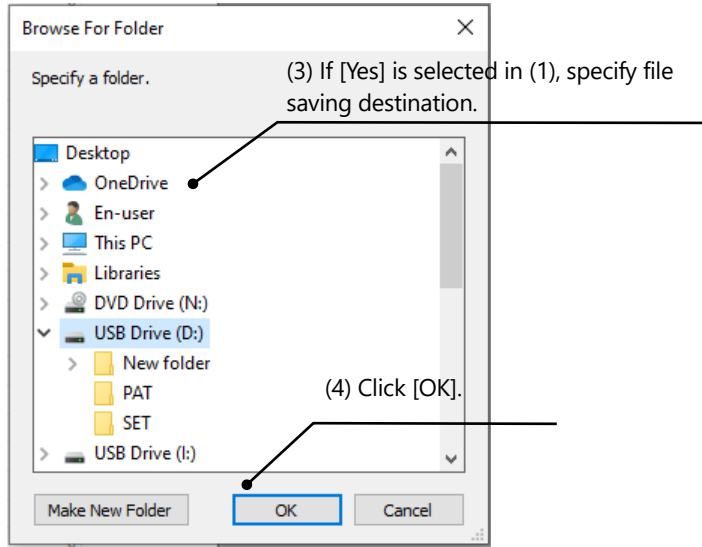 Browse For Folder
Specify a folder.
(3) If [Yes] is selected in (1), specify file
saving destination.
Desktop
OneDrive
En-user
This PC
Libraries
DVD Drive (N:)
USB Drive (D:)
New folder
PAT
SET
USB Drive (I:)
(4) Click [OK].
Make New Folder
OK
Cancel